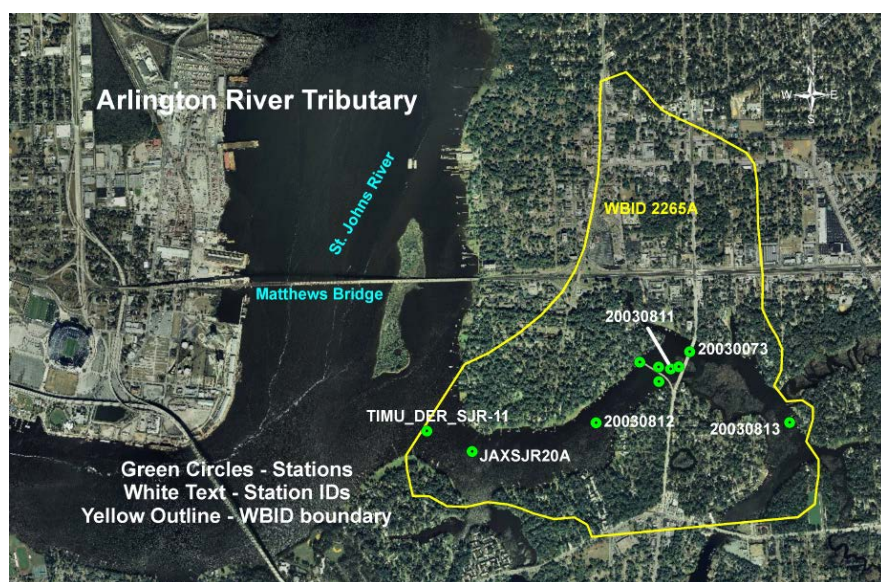 N
W E
S
Arlington River Tributary
St. Johns River
WBID 2265A
Matthews Bridge
20030811
20030073
TIMU_DER_SJR-11
20030812
20030813
JAXSJR20A
Green Circles - Stations
White Text - Station IDs
Yellow Outline - WBID boundary